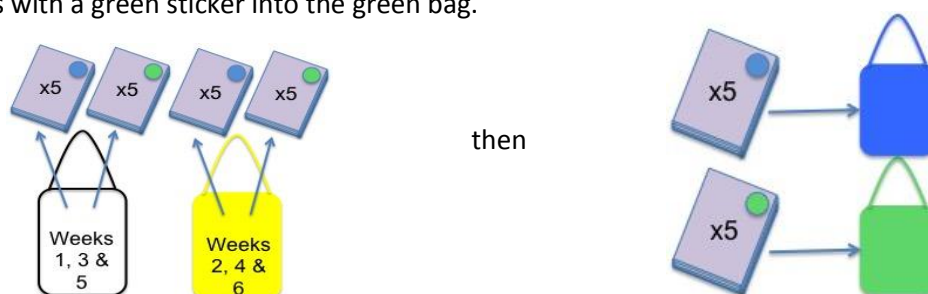 s with a green sticker into the green bag.
x5 x5 x5 x5
x5
then
x5
Weeks
1, 3 &
5
Weeks
2, 4 &
6